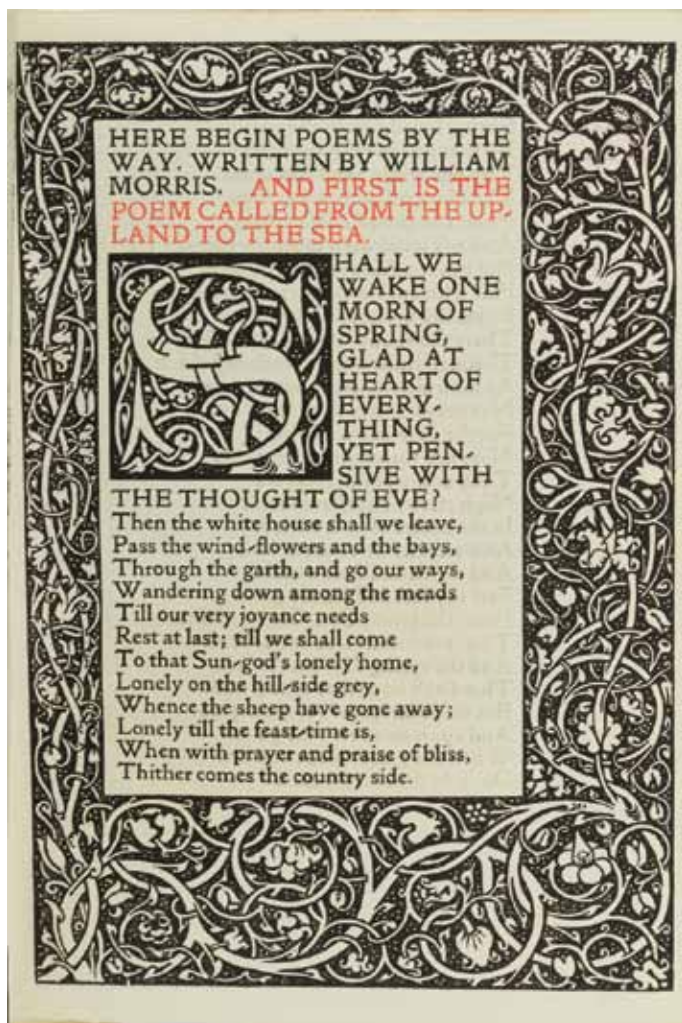 HERE BEGIN POEMS BY THE
WAY. WRITTEN BY WILLIAM
MORRIS. AND FIRST IS THE
POEM CALLED FROM THE UP-
LAND TO THE SEA.
SHALL WE
WAKE ONE
MORN OF
SPRING,
GLAD AT
HEART OF
EVERY-
THING,
YET PEN-
SIVE WITH
THE THOUGHT OF EVE?
Then the white house shall we leave,
Pass the wind-flowers and the bays,
Through the garth, and go our ways,
Wandering down among the meads
Till our very joyance needs
Rest at last; till we shall come
To that Sun-god's lonely home,
Lonely on the hill-side grey,
Whence the sheep have gone away;
Lonely till the feast-time is,
When with prayer and praise of bliss,
Thither comes the country side.